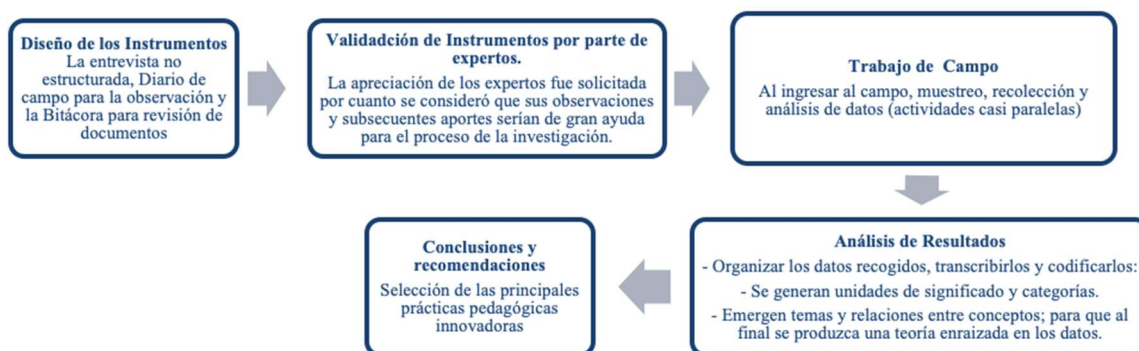 Diseño de los Instrumentos
La entrevista no
estructurada, Diario de
campo para la observación y
la Bitácora para revisión de
documentos
Validadción de Instrumentos por parte de
expertos.
La apreciación de los expertos fue solicitada
por cuanto se consideró que sus observaciones
y subsecuentes aportes serían de gran ayuda
para el proceso de la investigación.
Trabajo de Campo
Al ingresar al campo, muestreo, recolección y
análisis de datos (actividades casi paralelas)
Análisis de Resultados
- Organizar los datos recogidos, transcribirlos y codificarlos:
- Se generan unidades de significado y categorías.
- Emergen temas y relaciones entre conceptos; para que al
final se produzca una teoría enraizada en los datos.
Conclusiones y
recomendaciones
Selección de las principales
prácticas pedagógicas
innovadoras